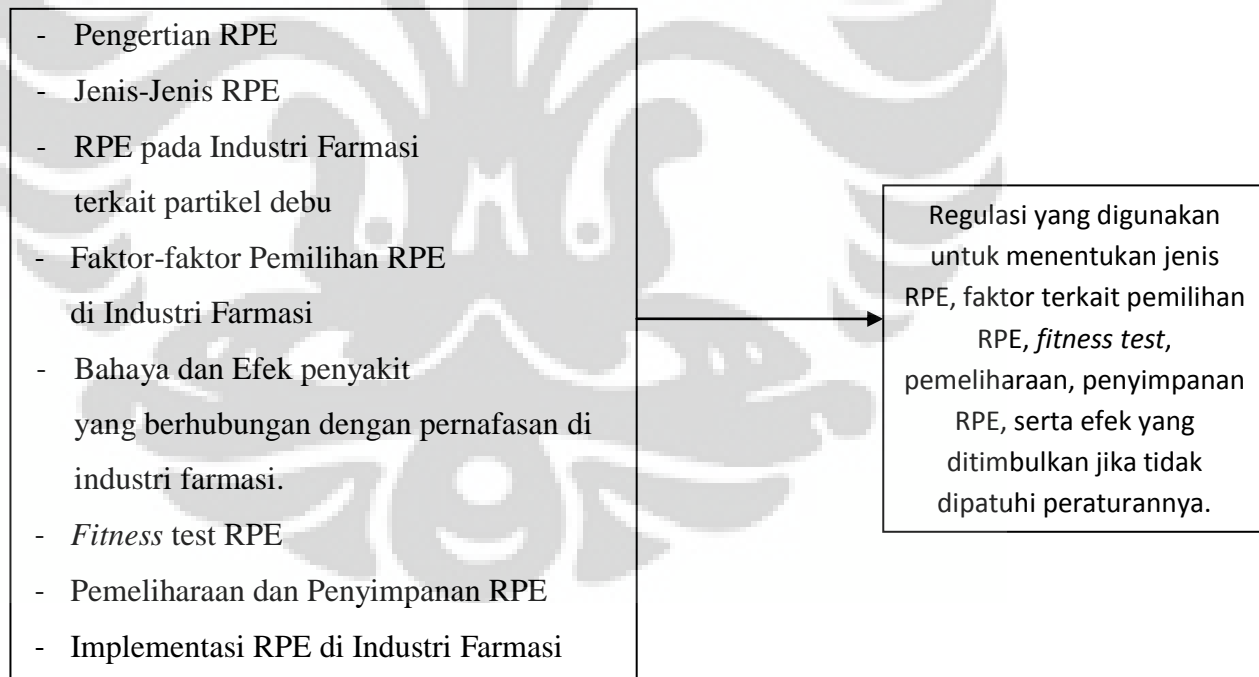 - Pengertian RPE
- Jenis-Jenis RPE
- RPE pada Industri Farmasi
terkait partikel debu
- Faktor-faktor Pemilihan RPE
di Industri Farmasi
- Bahaya dan Efek penyakit
yang berhubungan dengan pernafasan di
industri farmasi.
- Fitness test RPE
- Pemeliharaan dan Penyimpanan RPE
- Implementasi RPE di Industri Farmasi
Regulasi yang digunakan
untuk menentukan jenis
RPE, faktor terkait pemilihan
RPE, fitness test,
pemeliharaan, penyimpanan
RPE, serta efek yang
ditimbulkan jika tidak
dipatuhi peraturannya.